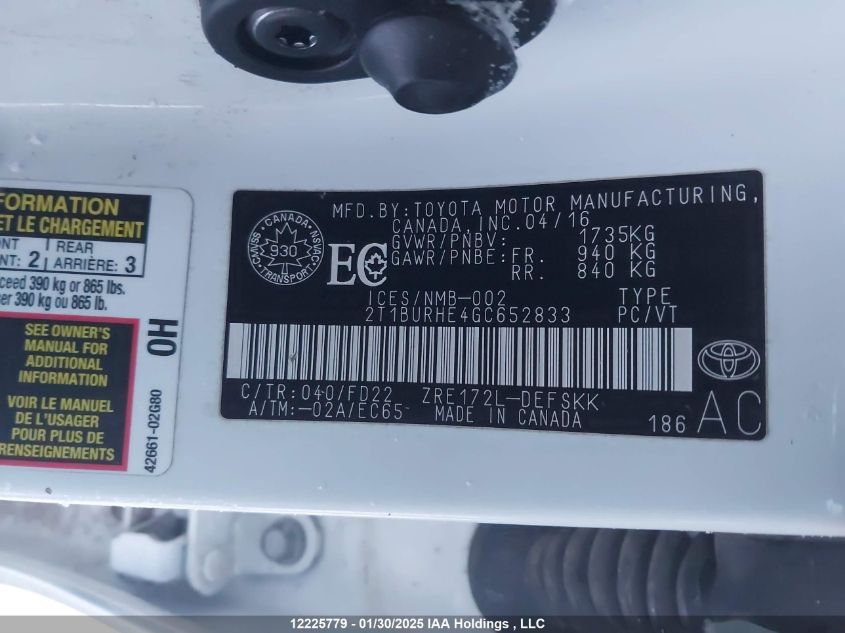 FORMATION
ET LE CHARGEMENT
REAR
2 ARRIÈRE: 3
390 kg or 865 lbs.
390 kg ou 865 lb.
SEE OWNER'S
MANUAL FOR
ADDITIONAL
INFORMATION
VOIR LE MANUEL
DE L'USAGER
POUR PLUS DE
RENSEIGNEMENTS
42661-02G80
OH
MFD.BY:TOYOTA MOTOR MANUFACTURING,
CANADA,INC.04/16
GVWR/PNBV: 1735KG
GAWR/PNBE:FR. 940 KG
RR. 840 KG
CANADA
930
TRANSPORT
CMVSS
NSVAC
EC
ICES/NMB-002 TYPE
2T1BURHE4GC652833 PC/VT
C/TR:040/FD22 ZRE172L-DEFSKK
A/TM:-02A/EC65 MADE IN CANADA
186 AC
12225779 - 01/30/2025 IAA Holdings , LLC